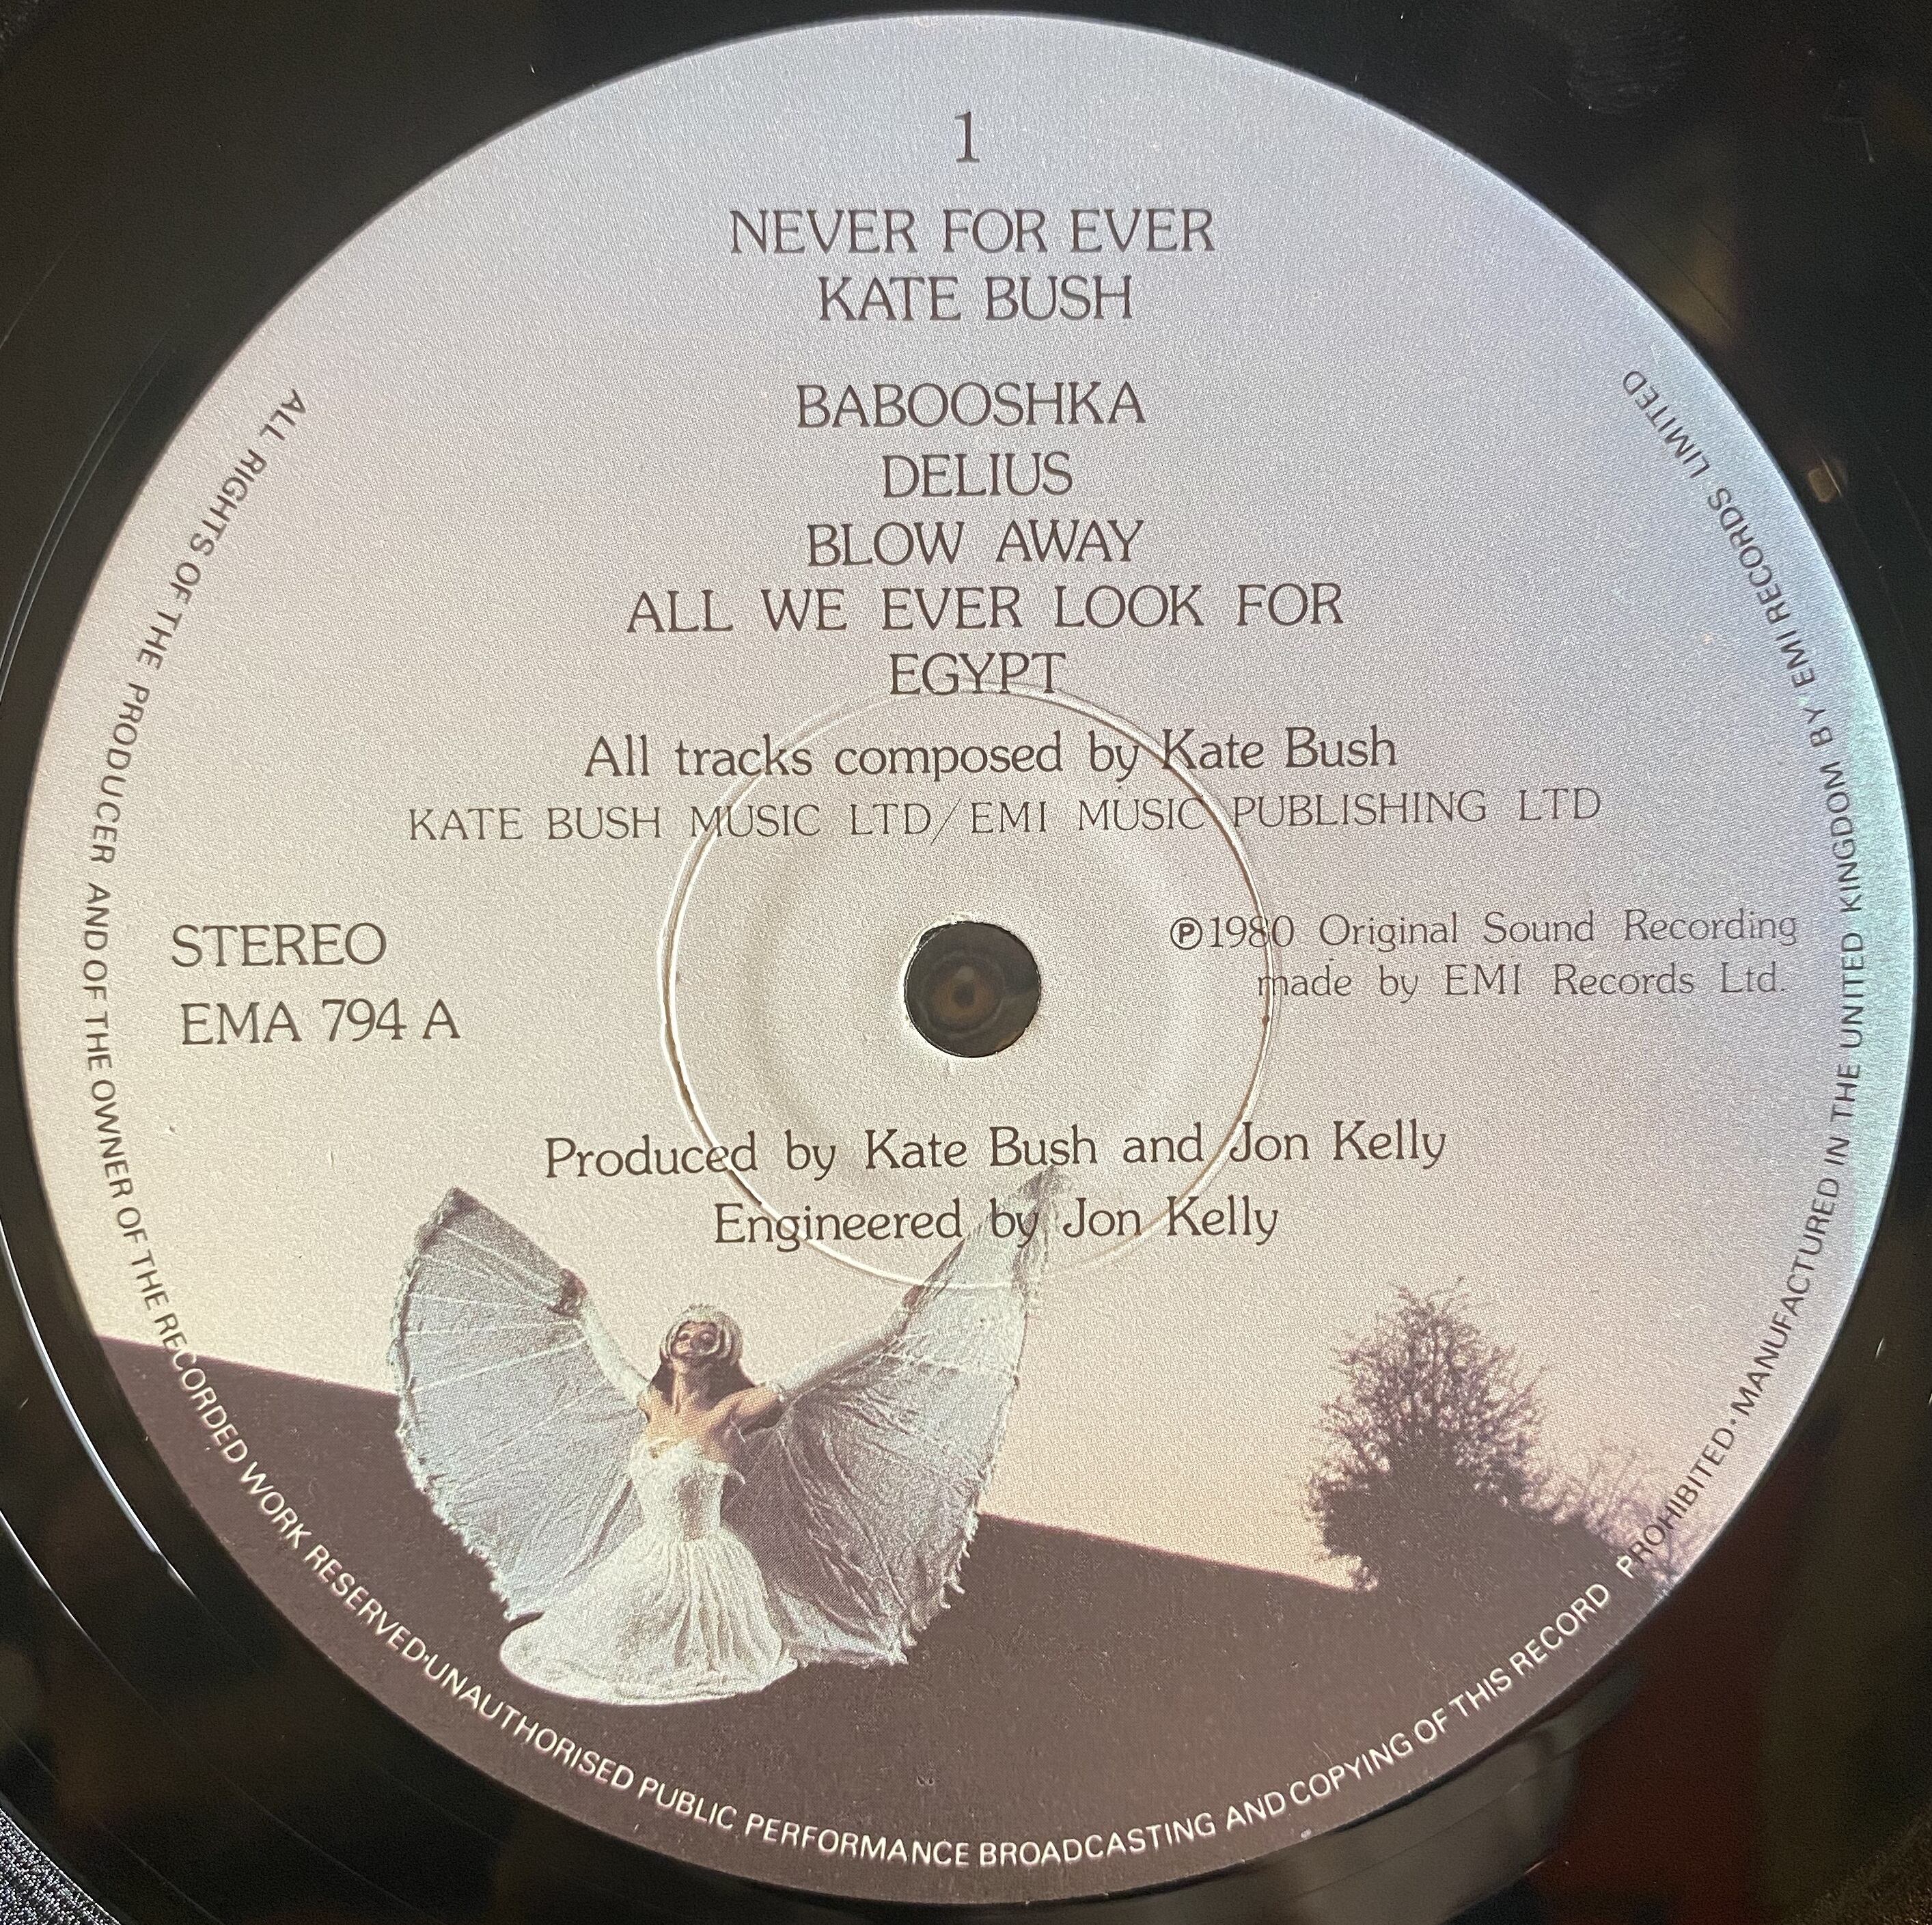 1
NEVER FOR EVER
KATE BUSH
BABOOSHKA
DELIUS
BLOW AWAY
ALL WE EVER LOOK FOR
EGYPT
All tracks composed by Kate Bush
KATE BUSH MUSIC LTD/EMI MUSIC PUBLISHING LTD
STEREO
EMA 794 A
℗1980 Original Sound Recording
made by EMI Records Ltd.
Produced by Kate Bush and Jon Kelly
Engineered by Jon Kelly
ALL RIGHTS OF THE PRODUCER AND OF THE OWNER OF THE RECORDED WORK RESERVED·UNAUTHORISED PUBLIC PERFORMANCE BROADCASTING AND COPYING OF THIS RECORD PROHIBITED·MANUFACTURED IN THE UNITED KINGDOM BY EMI RECORDS LIMITED